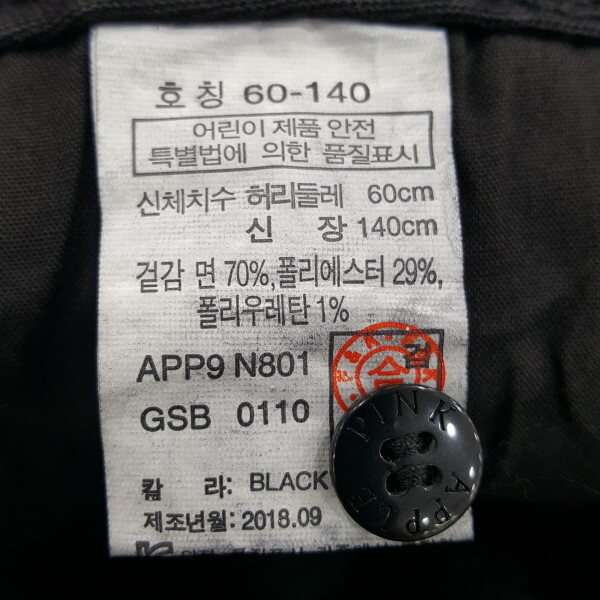 호 칭 60-140
어린이 제품 안전
특별법에 의한 품질표시
신체치수 허리둘레 60cm
신 장 140cm
겉감 면 70%,폴리에스터 29%,
폴리우레탄 1%
APP9 N801
GSB 0110
컬 라: BLACK
제조년월: 2018.09
PINK APPLE